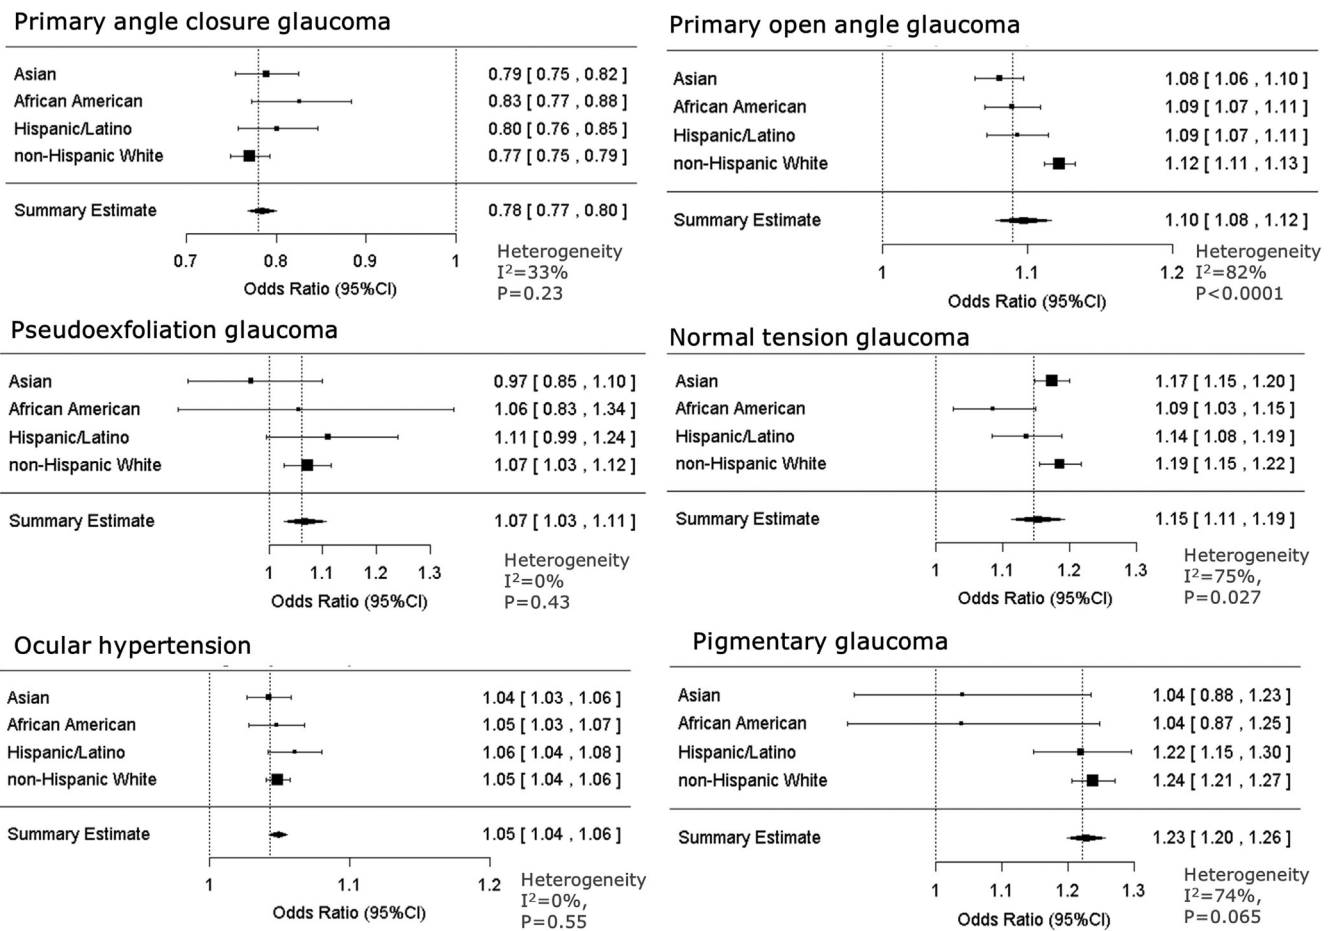 Primary angle closure glaucoma
Asian 0.79 [ 0.75 , 0.82 ]
African American 0.83 [ 0.77 , 0.88 ]
Hispanic/Latino 0.80 [ 0.76 , 0.85 ]
non-Hispanic White 0.77 [ 0.75 , 0.79 ]
Summary Estimate 0.78 [ 0.77 , 0.80 ]
0.7 0.8 0.9 1
Odds Ratio (95%CI)
Heterogeneity
I²=33%
P=0.23
Primary open angle glaucoma
Asian 1.08 [ 1.06 , 1.10 ]
African American 1.09 [ 1.07 , 1.11 ]
Hispanic/Latino 1.09 [ 1.07 , 1.11 ]
non-Hispanic White 1.12 [ 1.11 , 1.13 ]
Summary Estimate 1.10 [ 1.08 , 1.12 ]
1 1.1 1.2
Odds Ratio (95%CI)
Heterogeneity
I²=82%
P<0.0001
Pseudoexfoliation glaucoma
Asian 0.97 [ 0.85 , 1.10 ]
African American 1.06 [ 0.83 , 1.34 ]
Hispanic/Latino 1.11 [ 0.99 , 1.24 ]
non-Hispanic White 1.07 [ 1.03 , 1.12 ]
Summary Estimate 1.07 [ 1.03 , 1.11 ]
1 1.1 1.2 1.3
Odds Ratio (95%CI)
Heterogeneity
I²=0%
P=0.43
Normal tension glaucoma
Asian 1.17 [ 1.15 , 1.20 ]
African American 1.09 [ 1.03 , 1.15 ]
Hispanic/Latino 1.14 [ 1.08 , 1.19 ]
non-Hispanic White 1.19 [ 1.15 , 1.22 ]
Summary Estimate 1.15 [ 1.11 , 1.19 ]
1 1.1 1.2 1.3
Odds Ratio (95%CI)
Heterogeneity
I²=75%,
P=0.027
Ocular hypertension
Asian 1.04 [ 1.03 , 1.06 ]
African American 1.05 [ 1.03 , 1.07 ]
Hispanic/Latino 1.06 [ 1.04 , 1.08 ]
non-Hispanic White 1.05 [ 1.04 , 1.06 ]
Summary Estimate 1.05 [ 1.04 , 1.06 ]
1 1.1 1.2
Odds Ratio (95%CI)
Heterogeneity
I²=0%,
P=0.55
Pigmentary glaucoma
Asian 1.04 [ 0.88 , 1.23 ]
African American 1.04 [ 0.87 , 1.25 ]
Hispanic/Latino 1.22 [ 1.15 , 1.30 ]
non-Hispanic White 1.24 [ 1.21 , 1.27 ]
Summary Estimate 1.23 [ 1.20 , 1.26 ]
1 1.1 1.2 1.3
Odds Ratio (95%CI)
Heterogeneity
I²=74%,
P=0.065